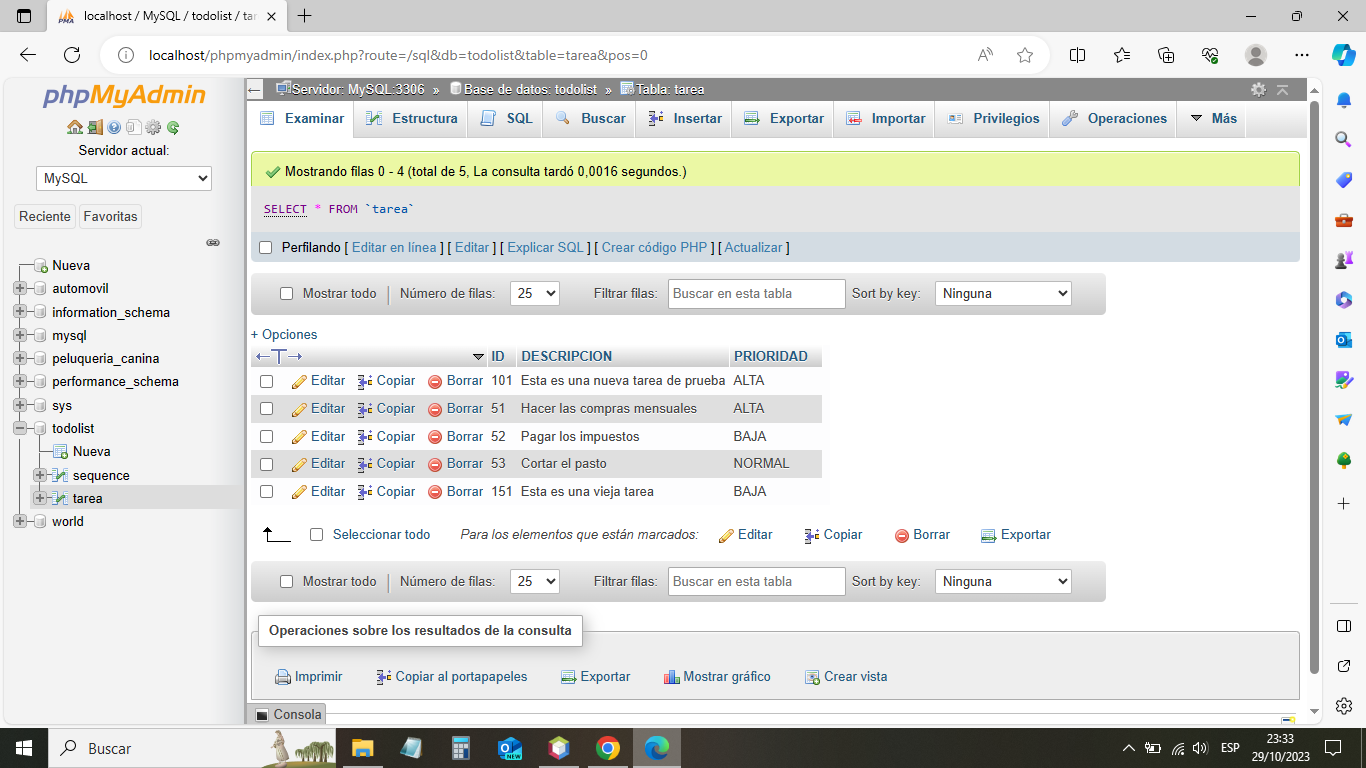 localhost / MySQL / todolist / tar
localhost/phpmyadmin/index.php?route=/sql&db=todolist&table=tarea&pos=0
phpMyAdmin
Servidor actual:
MySQL
Reciente Favoritas
Nueva
automovil
information_schema
mysql
peluqueria_canina
performance_schema
sys
todolist
Nueva
sequence
tarea
world
Servidor: MySQL:3306 » Base de datos: todolist » Tabla: tarea
Examinar Estructura SQL Buscar Insertar Exportar Importar Privilegios Operaciones Más
Mostrando filas 0 - 4 (total de 5, La consulta tardó 0,0016 segundos.)
SELECT * FROM `tarea`
Perfilando [ Editar en línea ] [ Editar ] [ Explicar SQL ] [ Crear código PHP ] [ Actualizar ]
Mostrar todo Número de filas: 25 Filtrar filas: Buscar en esta tabla Sort by key: Ninguna
+ Opciones
←T→ ID DESCRIPCION PRIORIDAD
Editar Copiar Borrar 101 Esta es una nueva tarea de prueba ALTA
Editar Copiar Borrar 51 Hacer las compras mensuales ALTA
Editar Copiar Borrar 52 Pagar los impuestos BAJA
Editar Copiar Borrar 53 Cortar el pasto NORMAL
Editar Copiar Borrar 151 Esta es una vieja tarea BAJA
Seleccionar todo Para los elementos que están marcados: Editar Copiar Borrar Exportar
Mostrar todo Número de filas: 25 Filtrar filas: Buscar en esta tabla Sort by key: Ninguna
Operaciones sobre los resultados de la consulta
Imprimir Copiar al portapapeles Exportar Mostrar gráfico Crear vista
Consola
Buscar
ESP
23:33
29/10/2023